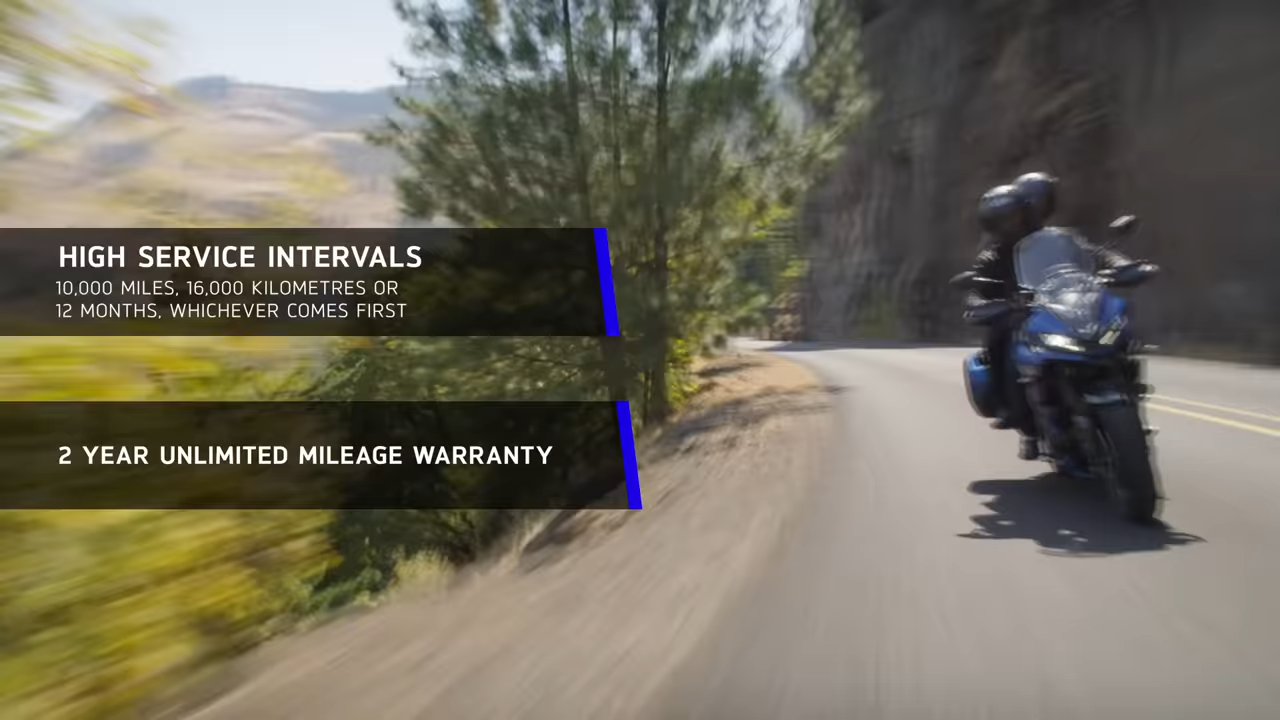 HIGH SERVICE INTERVALS
10,000 MILES, 16,000 KILOMETRES OR
12 MONTHS, WHICHEVER COMES FIRST
2 YEAR UNLIMITED MILEAGE WARRANTY